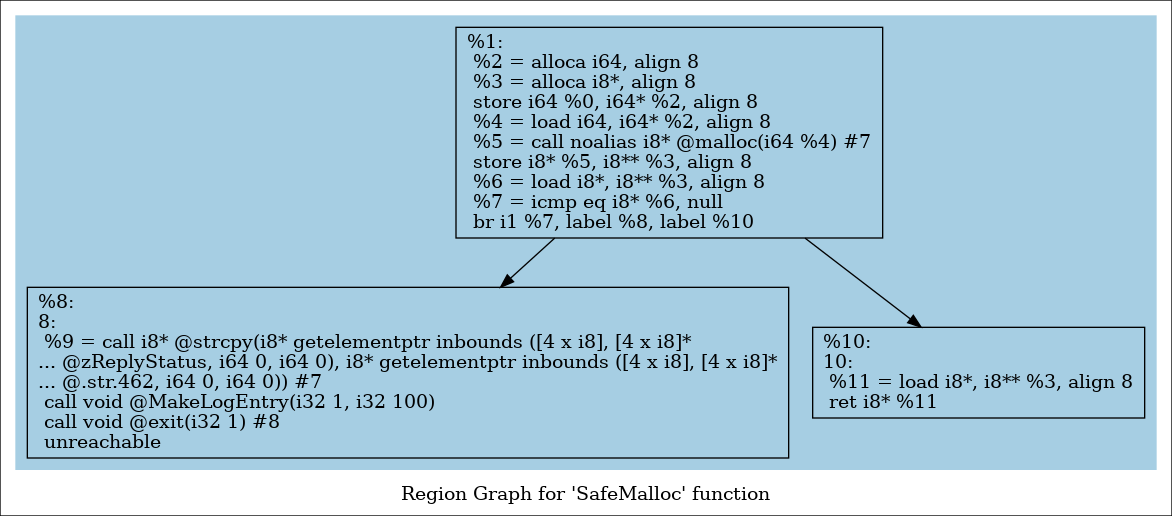 %1:
%2 = alloca i64, align 8
%3 = alloca i8*, align 8
store i64 %0, i64* %2, align 8
%4 = load i64, i64* %2, align 8
%5 = call noalias i8* @malloc(i64 %4) #7
store i8* %5, i8** %3, align 8
%6 = load i8*, i8** %3, align 8
%7 = icmp eq i8* %6, null
br i1 %7, label %8, label %10
%8:
8:
%9 = call i8* @strcpy(i8* getelementptr inbounds ([4 x i8], [4 x i8]*
... @zReplyStatus, i64 0, i64 0), i8* getelementptr inbounds ([4 x i8], [4 x i8]*
... @.str.462, i64 0, i64 0)) #7
call void @MakeLogEntry(i32 1, i32 100)
call void @exit(i32 1) #8
unreachable
%10:
10:
%11 = load i8*, i8** %3, align 8
ret i8* %11
Region Graph for 'SafeMalloc' function